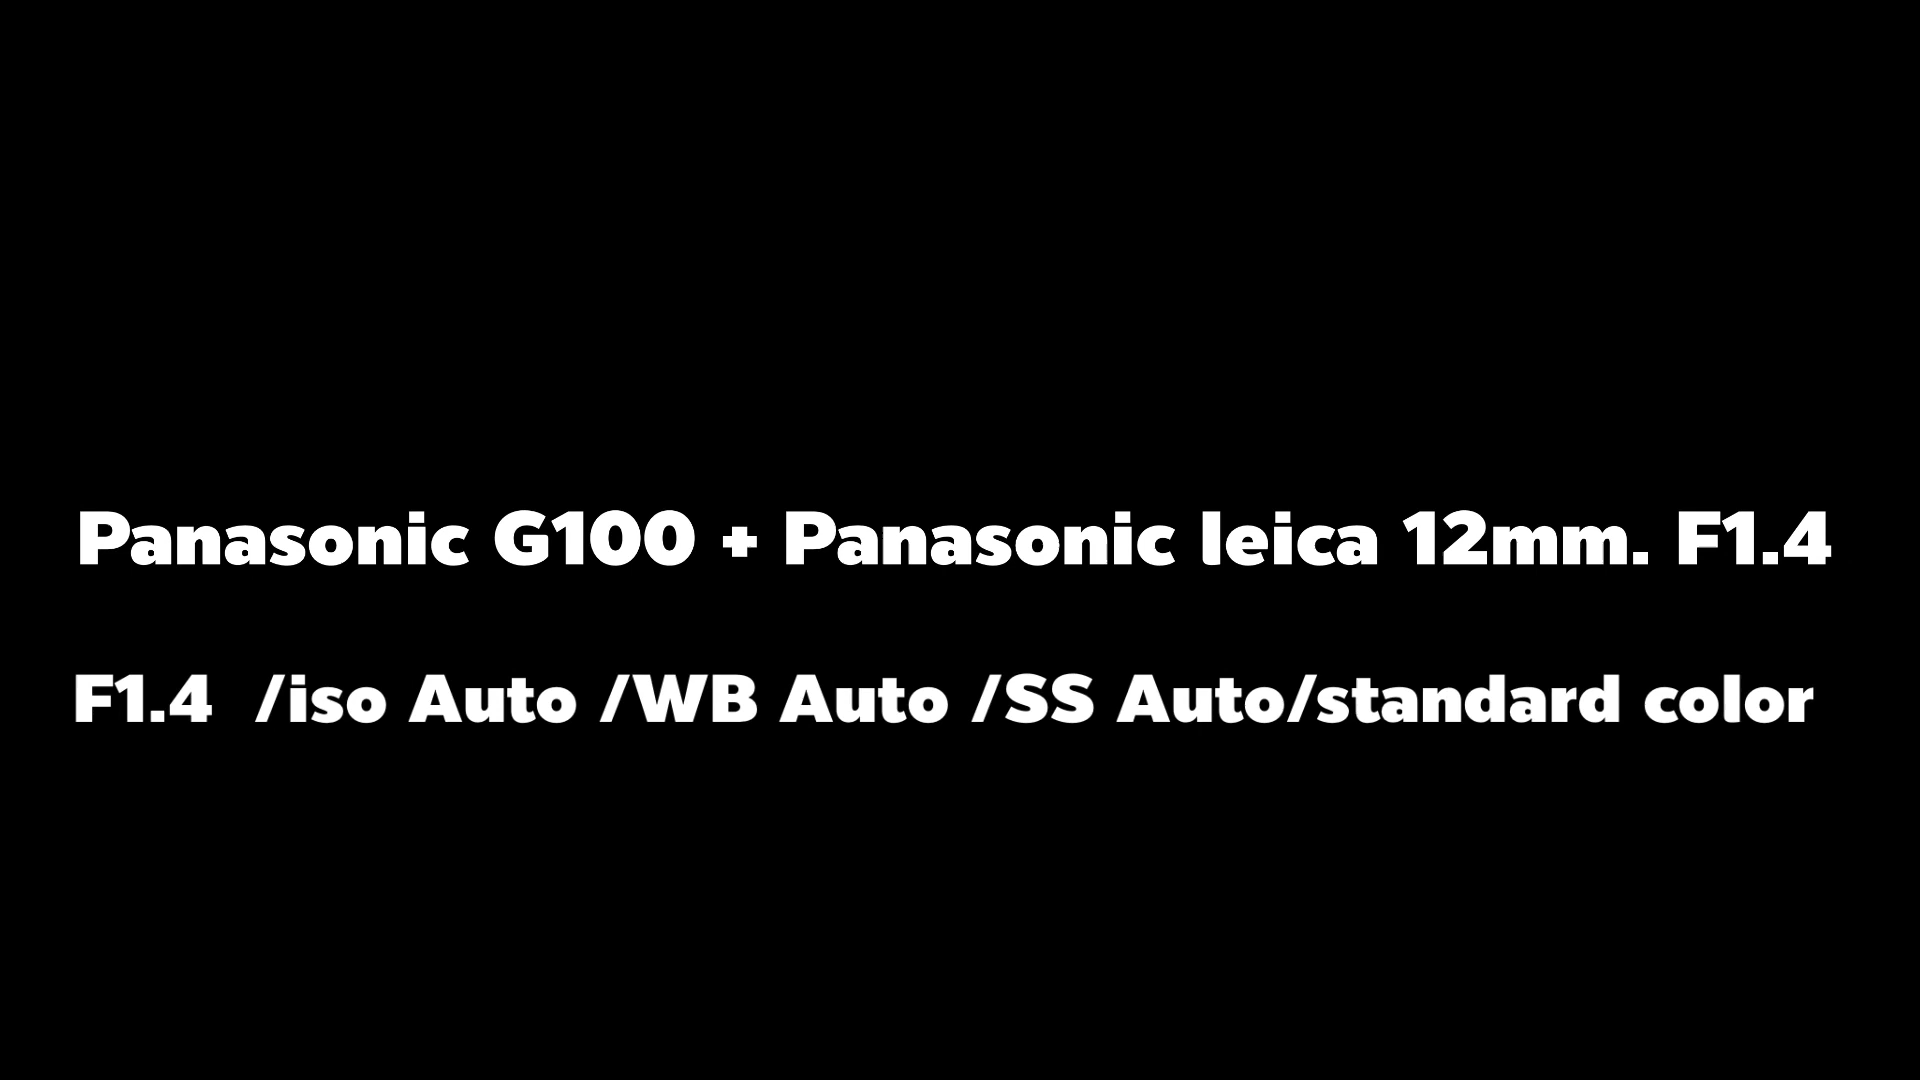 Panasonic G100 + Panasonic leica 12mm. F1.4
F1.4  /iso Auto /WB Auto /SS Auto/standard color